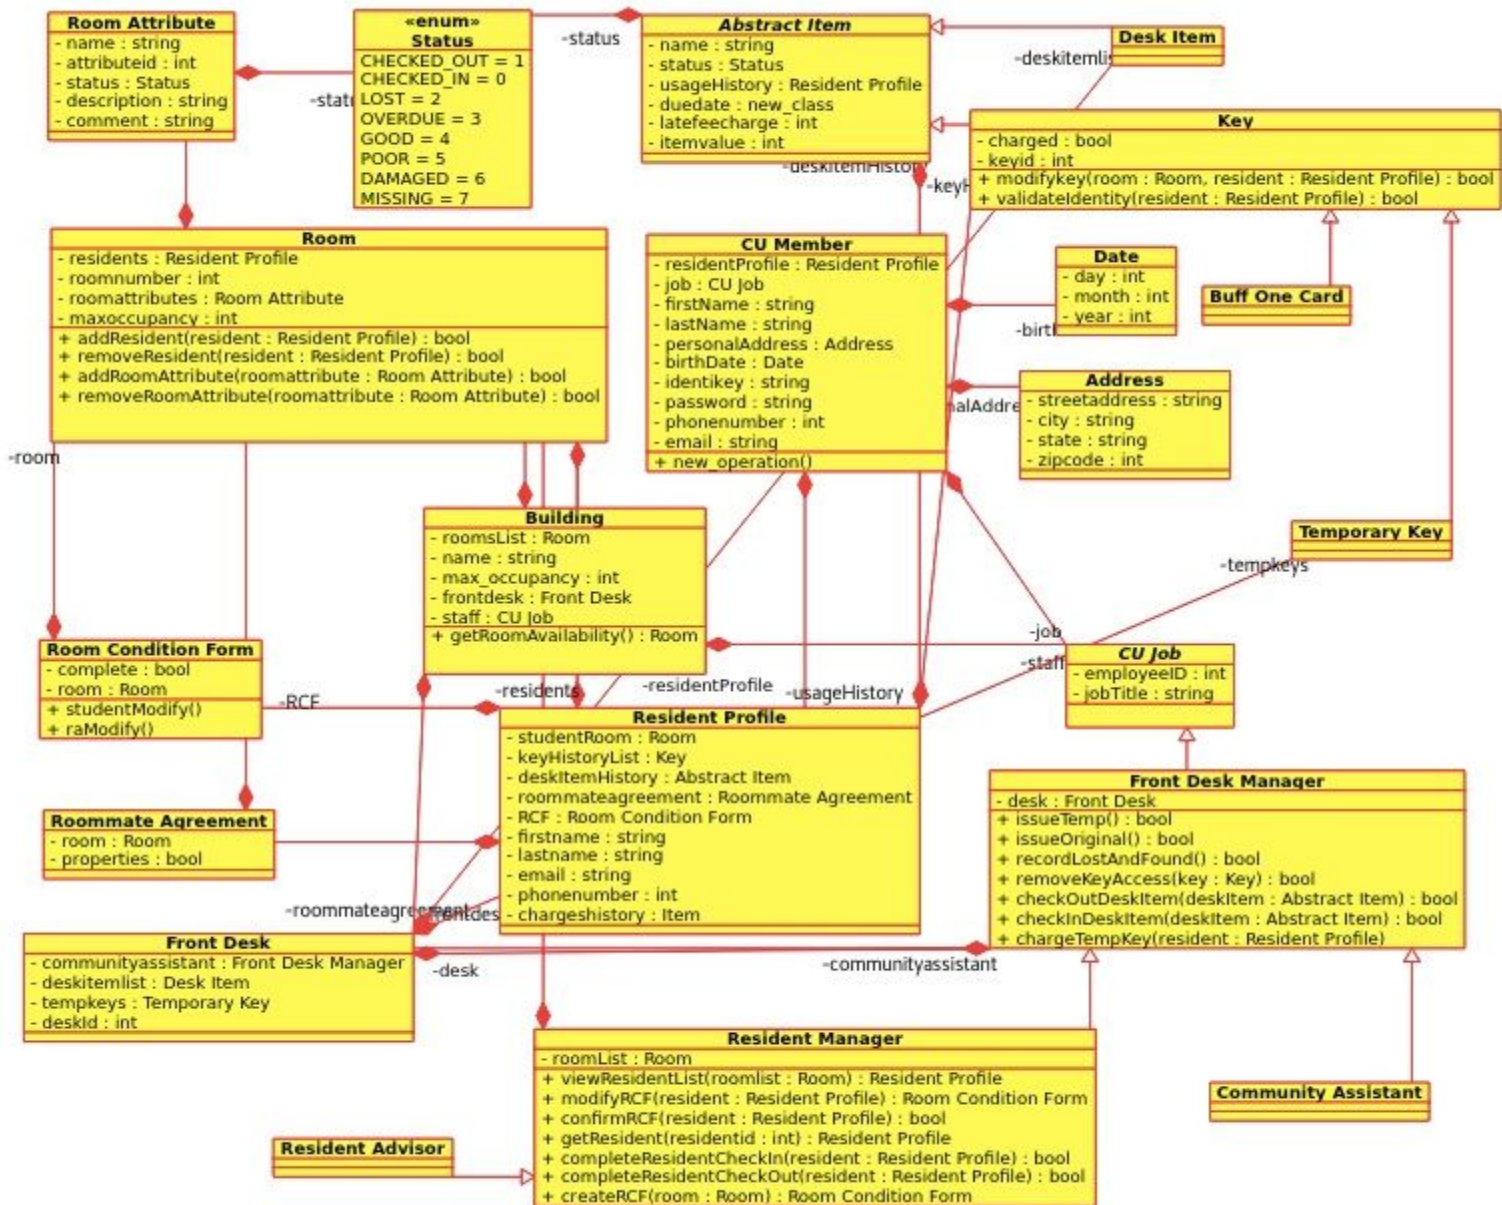 Room Attribute
- name : string
- attributeid : int
- status : Status
- description : string
- comment : string
«enum»
Status
CHECKED_OUT = 1
CHECKED_IN = 0
LOST = 2
OVERDUE = 3
GOOD = 4
POOR = 5
DAMAGED = 6
MISSING = 7
-status
-stat
Abstract Item
- name : string
- status : Status
- usageHistory : Resident Profile
- duedate : new_class
- latefeecharge : int
- itemvalue : int
Desk Item
-deskitemlis
-deskitemHistory
-keyH
Key
- charged : bool
- keyid : int
+ modifykey(room : Room, resident : Resident Profile) : bool
+ validateIdentity(resident : Resident Profile) : bool
Room
- residents : Resident Profile
- roomnumber : int
- roomattributes : Room Attribute
- maxoccupancy : int
+ addResident(resident : Resident Profile) : bool
+ removeResident(resident : Resident Profile) : bool
+ addRoomAttribute(roomattribute : Room Attribute) : bool
+ removeRoomAttribute(roomattribute : Room Attribute) : bool
CU Member
- residentProfile : Resident Profile
- job : CU Job
- firstName : string
- lastName : string
- personalAddress : Address
- birthDate : Date
- identikey : string
- password : string
- phonenumber : int
- email : string
+ new_operation()
Date
- day : int
- month : int
- year : int
-birt
Buff One Card
Address
- streetaddress : string
- city : string
- state : string
- zipcode : int
nalAddre
-room
Building
- roomsList : Room
- name : string
- max_occupancy : int
- frontdesk : Front Desk
- staff : CU Job
+ getRoomAvailability() : Room
Temporary Key
-tempkeys
-job
-staff
CU Job
- employeeID : int
- jobTitle : string
Room Condition Form
- complete : bool
- room : Room
+ studentModify()
+ raModify()
-RCF
-residents
-residentProfile
-usageHistory
Resident Profile
- studentRoom : Room
- keyHistoryList : Key
- deskItemHistory : Abstract Item
- roommateagreement : Roommate Agreement
- RCF : Room Condition Form
- firstname : string
- lastname : string
- email : string
- phonenumber : int
- chargeshistory : Item
Roommate Agreement
- room : Room
- properties : bool
-roommateagreement
Front Desk Manager
- desk : Front Desk
+ issueTemp() : bool
+ issueOriginal() : bool
+ recordLostAndFound() : bool
+ removeKeyAccess(key : Key) : bool
+ checkOutDeskItem(deskItem : Abstract Item) : bool
+ checkInDeskItem(deskItem : Abstract Item) : bool
+ chargeTempKey(resident : Resident Profile)
Front Desk
- communityassistant : Front Desk Manager
- deskitemlist : Desk Item
- tempkeys : Temporary Key
- deskId : int
-desk
-communityassistant
Resident Manager
- roomList : Room
+ viewResidentList(roomlist : Room) : Resident Profile
+ modifyRCF(resident : Resident Profile) : Room Condition Form
+ confirmRCF(resident : Resident Profile) : bool
+ getResident(residentid : int) : Resident Profile
+ completeResidentCheckIn(resident : Resident Profile) : bool
+ completeResidentCheckOut(resident : Resident Profile) : bool
+ createRCF(room : Room) : Room Condition Form
Community Assistant
Resident Advisor